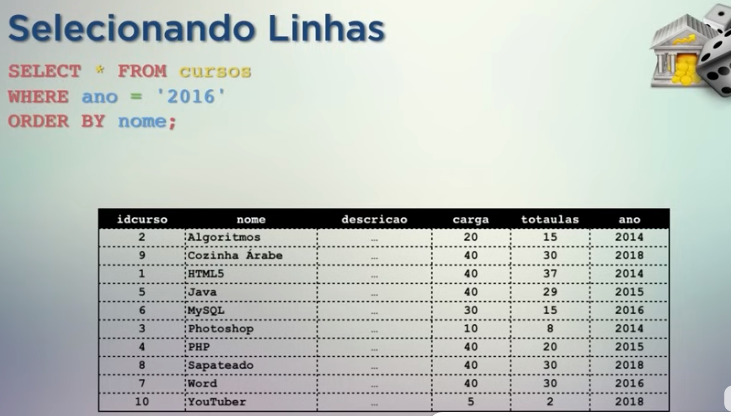 Selecionando Linhas
SELECT * FROM cursos
WHERE ano = '2016'
ORDER BY nome;
idcurso nome descricao carga totaulas ano
2 Algoritmos ... 20 15 2014
9 Cozinha Árabe ... 40 30 2018
1 HTML5 ... 40 37 2014
5 Java ... 40 29 2015
6 MySQL ... 30 15 2016
3 Photoshop ... 10 8 2014
4 PHP ... 40 20 2015
8 Sapateado ... 40 30 2018
7 Word ... 40 30 2016
10 YouTuber ... 5 2 2018